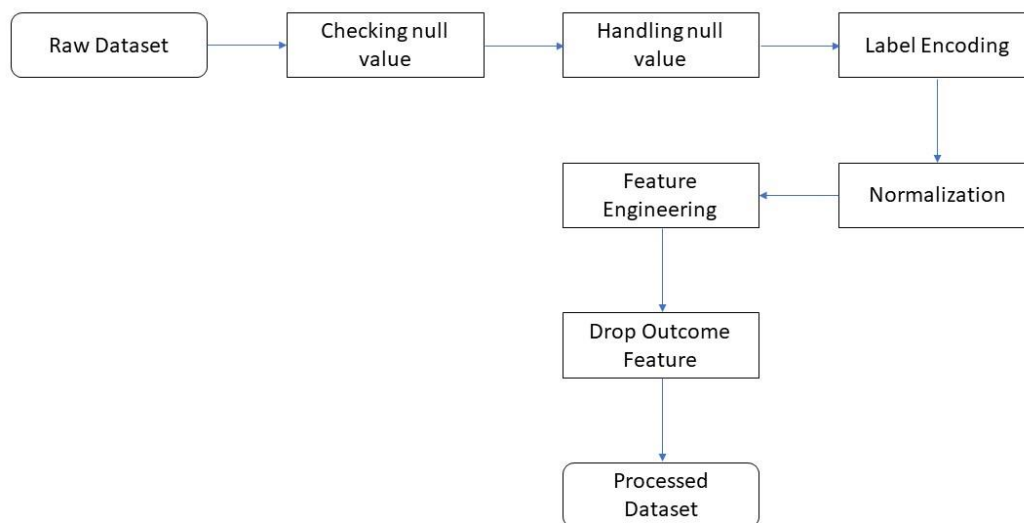 Raw Dataset
Checking null
value
Handling null
value
Label Encoding
Normalization
Feature
Engineering
Drop Outcome
Feature
Processed
Dataset